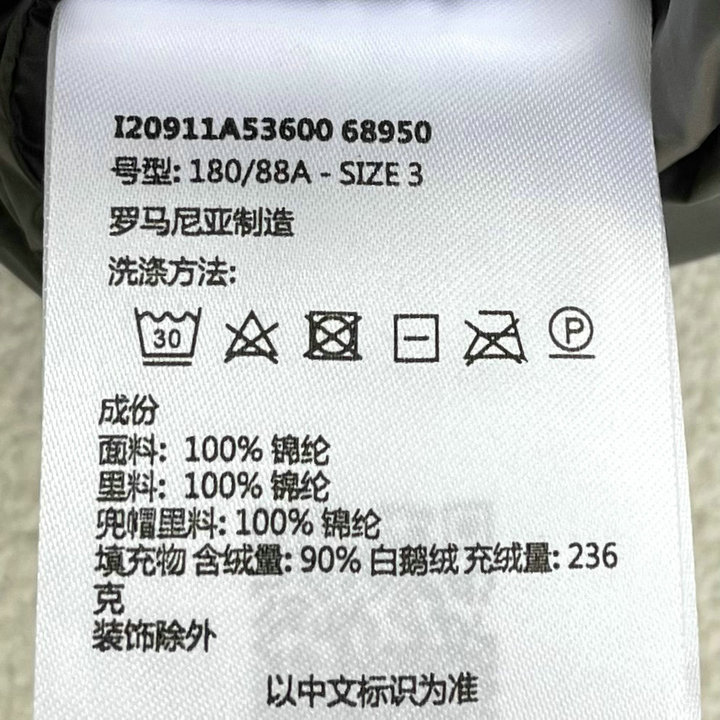 I20911A53600 68950
号型: 180/88A - SIZE 3
罗马尼亚制造
洗涤方法:
30 P
成份
面料: 100% 锦纶
里料: 100% 锦纶
兜帽里料: 100% 锦纶
填充物 含绒量: 90% 白鹅绒 充绒量: 236
克
装饰除外
以中文标识为准